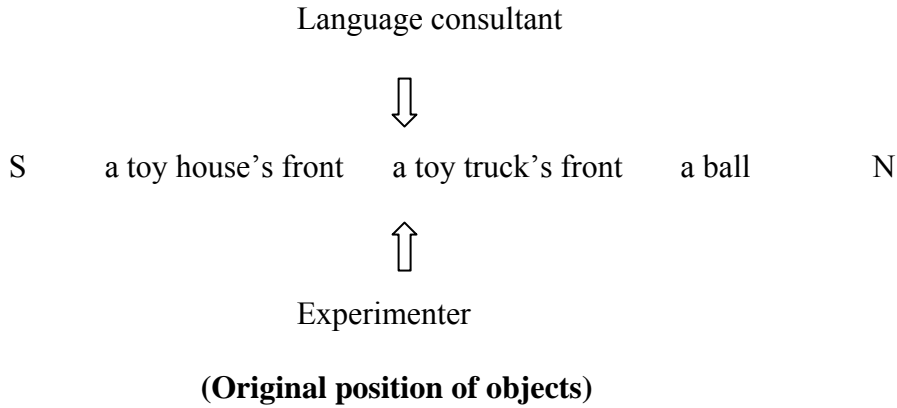 Language consultant
S a toy house’s front a toy truck’s front a ball N
Experimenter
(Original position of objects)